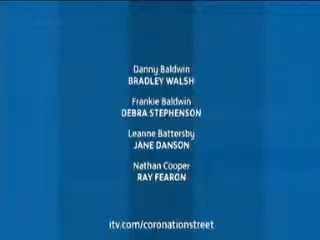 Danny Baldwin
BRADLEY WALSH
Frankie Baldwin
DEBRA STEPHENSON
Leanne Battersby
JANE DANSON
Nathan Cooper
RAY FEARON
itv.com/coronationstreet